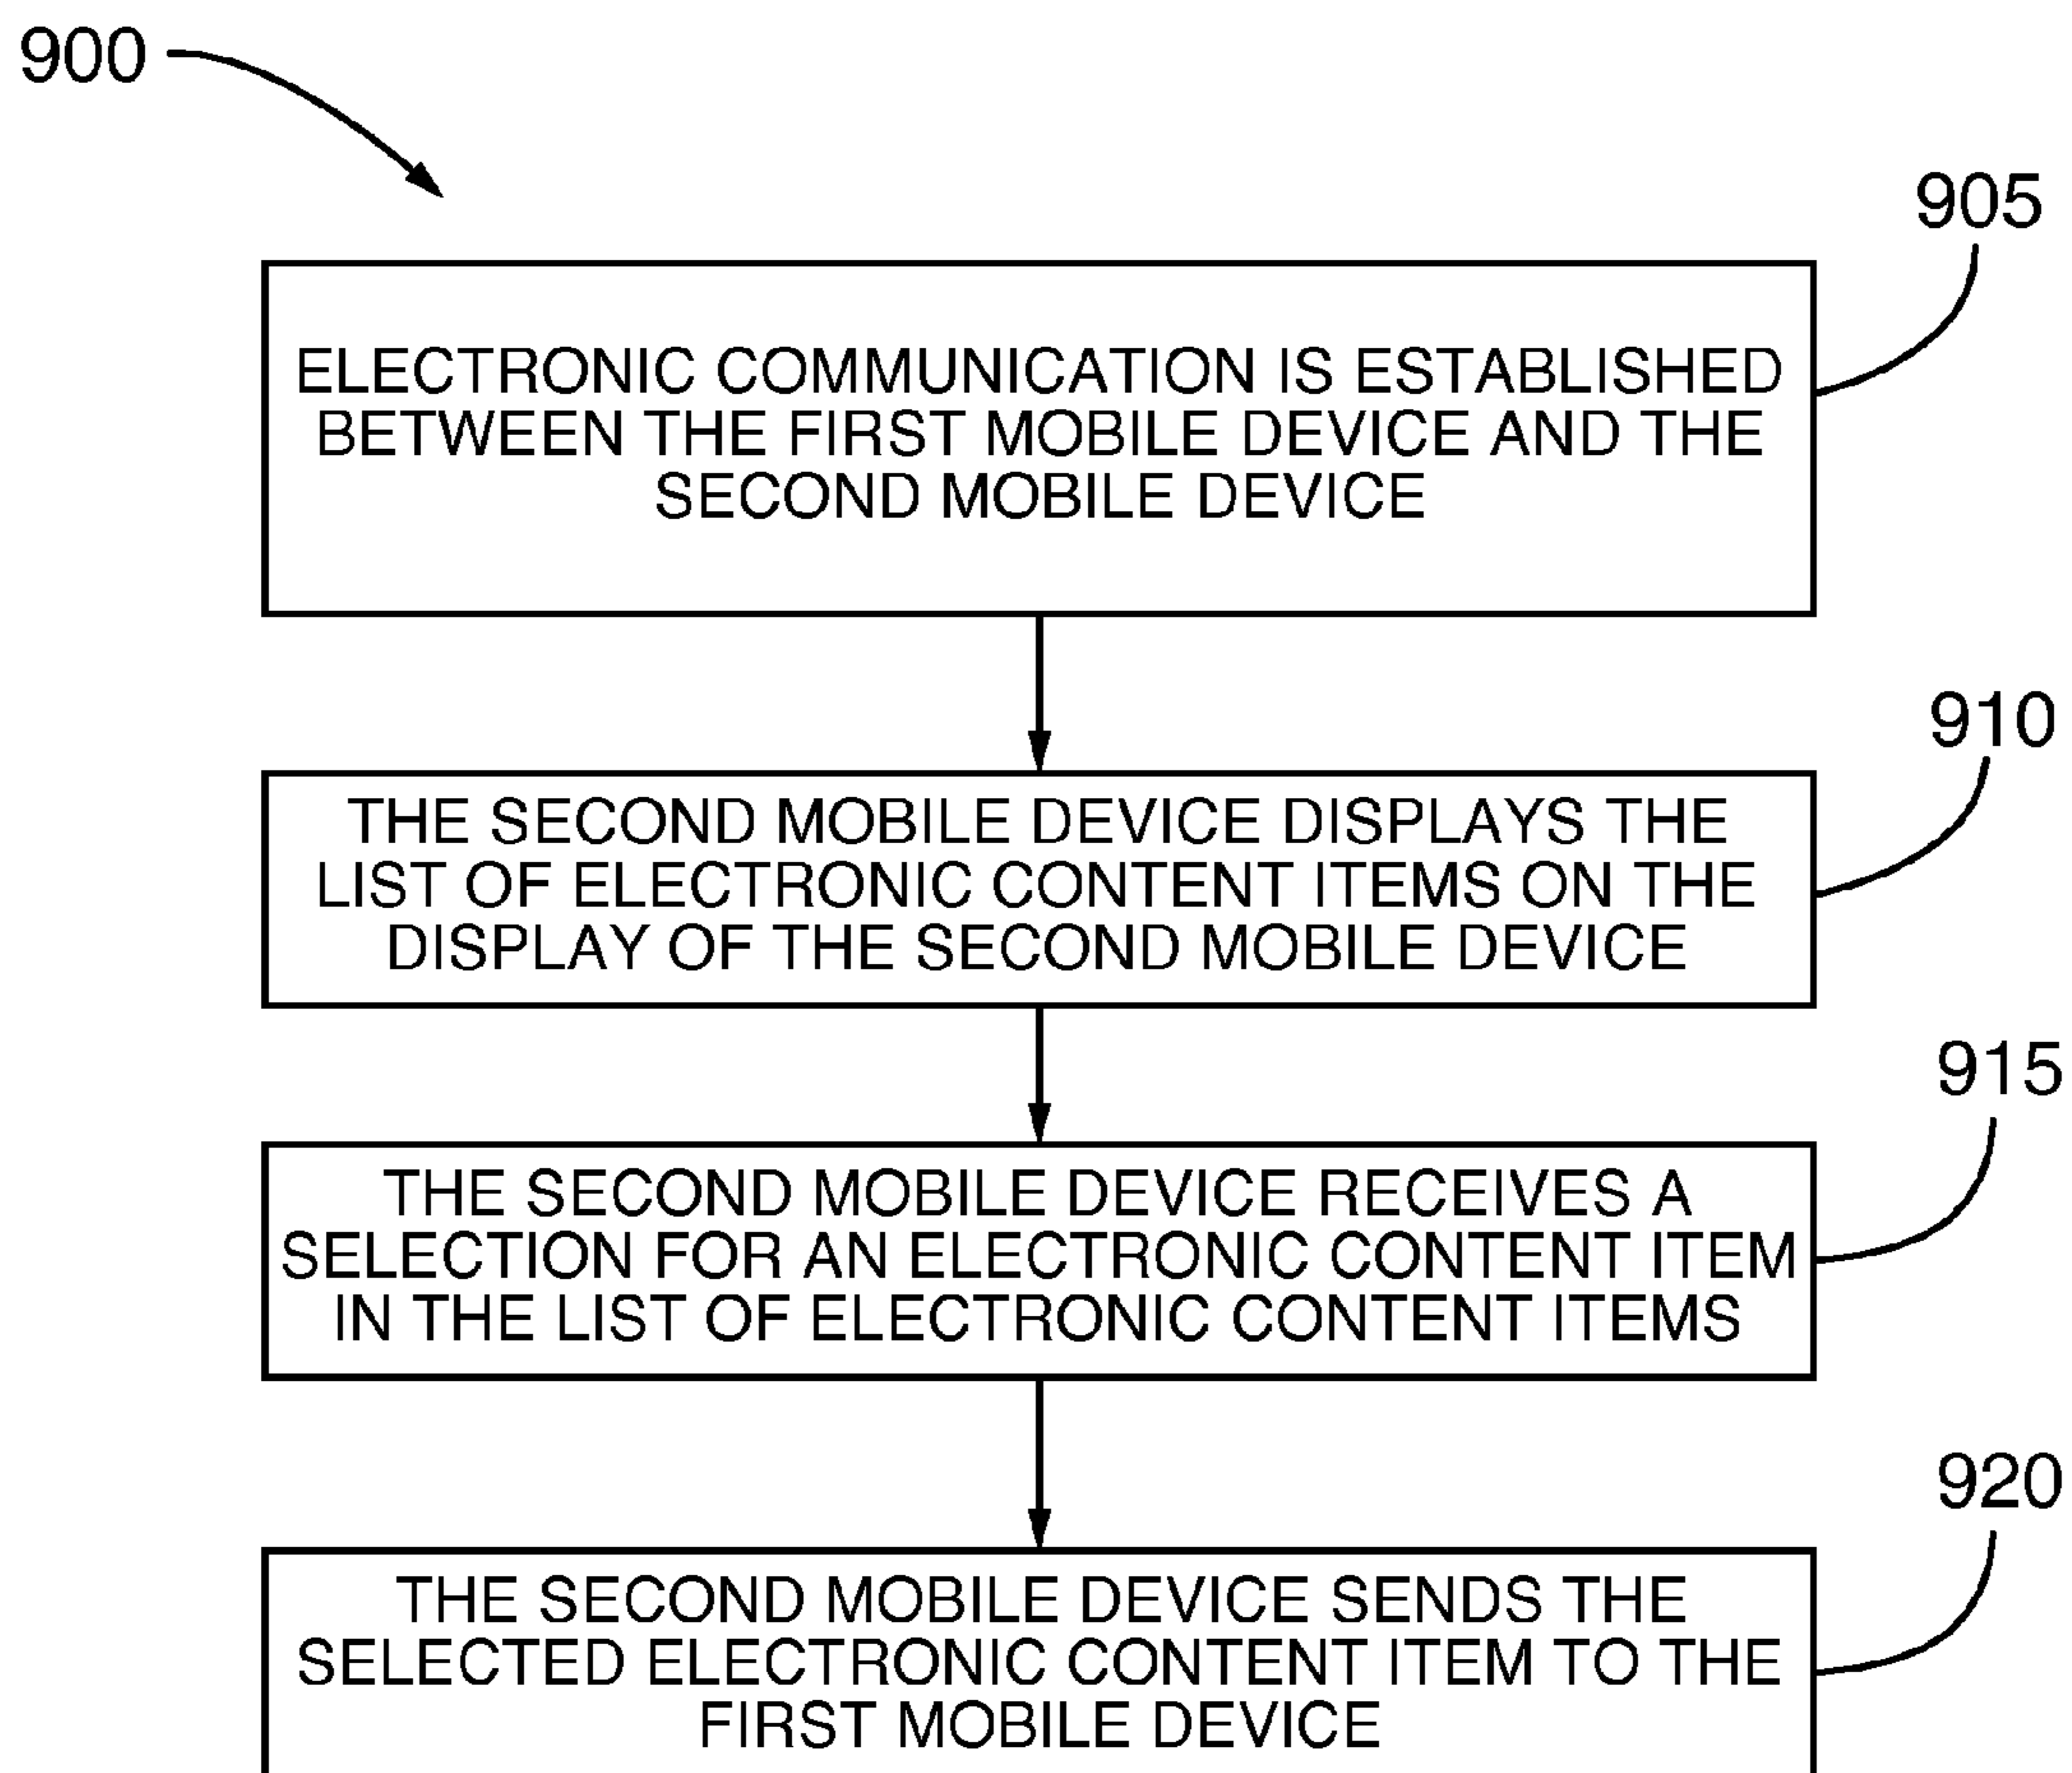 900
905
ELECTRONIC COMMUNICATION IS ESTABLISHED
BETWEEN THE FIRST MOBILE DEVICE AND THE
SECOND MOBILE DEVICE
910
THE SECOND MOBILE DEVICE DISPLAYS THE
LIST OF ELECTRONIC CONTENT ITEMS ON THE
DISPLAY OF THE SECOND MOBILE DEVICE
915
THE SECOND MOBILE DEVICE RECEIVES A
SELECTION FOR AN ELECTRONIC CONTENT ITEM
IN THE LIST OF ELECTRONIC CONTENT ITEMS
920
THE SECOND MOBILE DEVICE SENDS THE
SELECTED ELECTRONIC CONTENT ITEM TO THE
FIRST MOBILE DEVICE